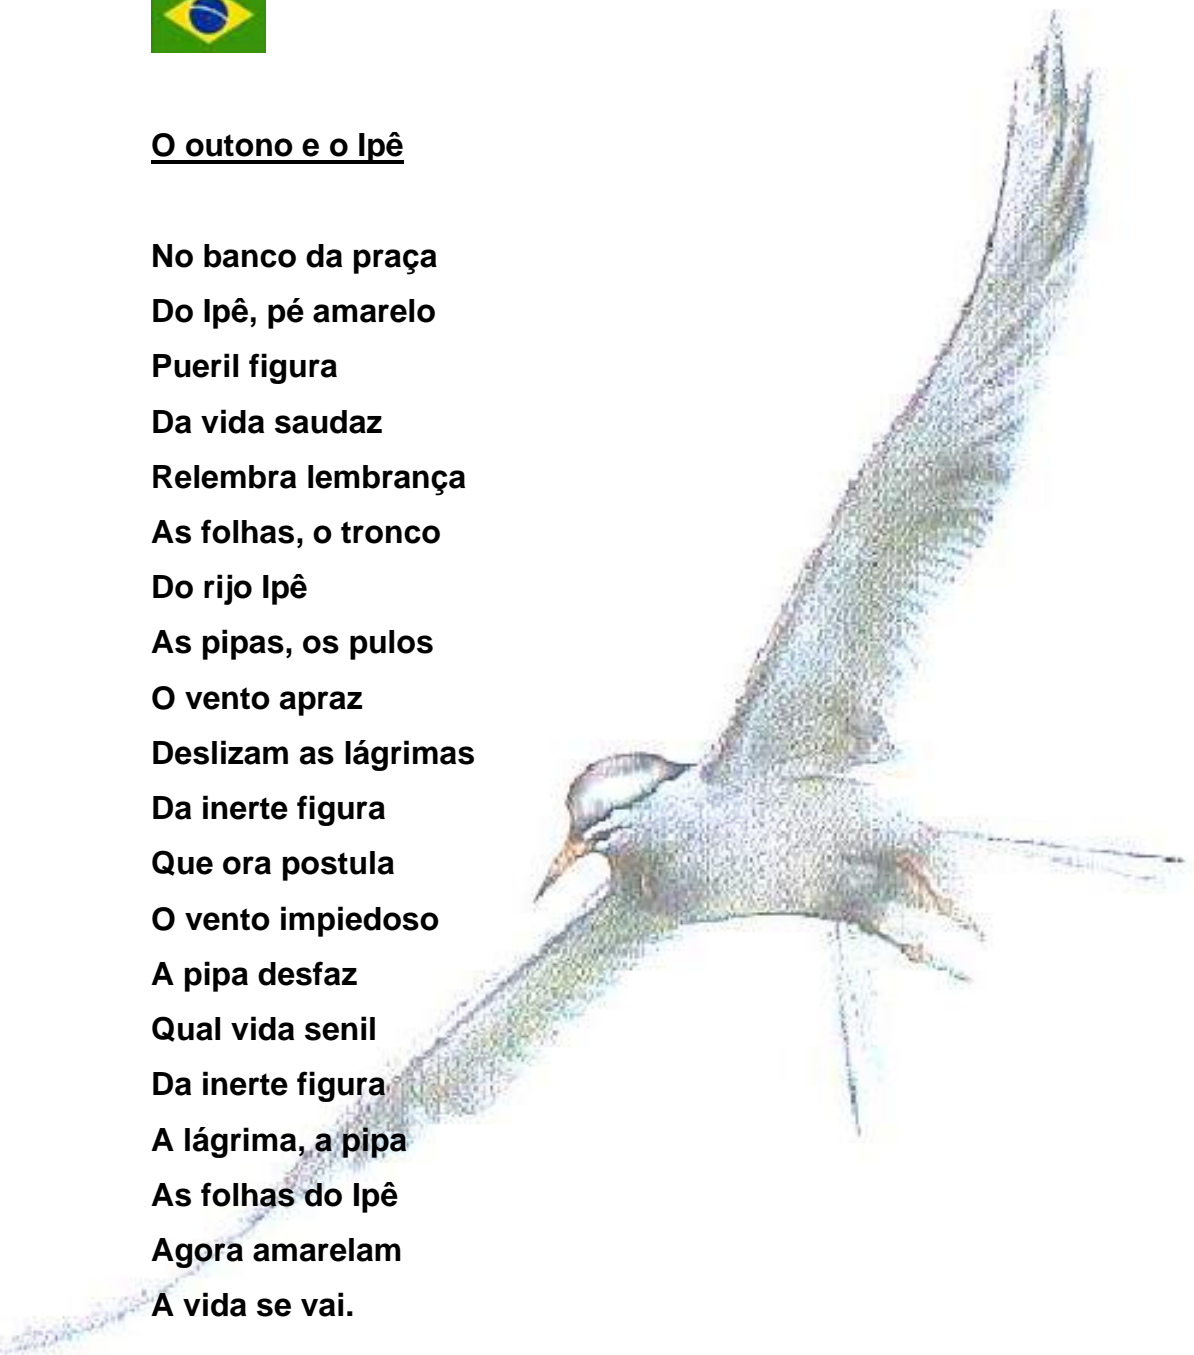 O outono e o Ipê
No banco da praça
Do Ipê, pé amarelo
Pueril figura
Da vida saudaz
Relembra lembrança
As folhas, o tronco
Do rijo Ipê
As pipas, os pulos
O vento apraz
Deslizam as lágrimas
Da inerte figura
Que ora postula
O vento impiedoso
A pipa desfaz
Qual vida senil
Da inerte figura
A lágrima, a pipa
As folhas do Ipê
Agora amarelam
A vida se vai.